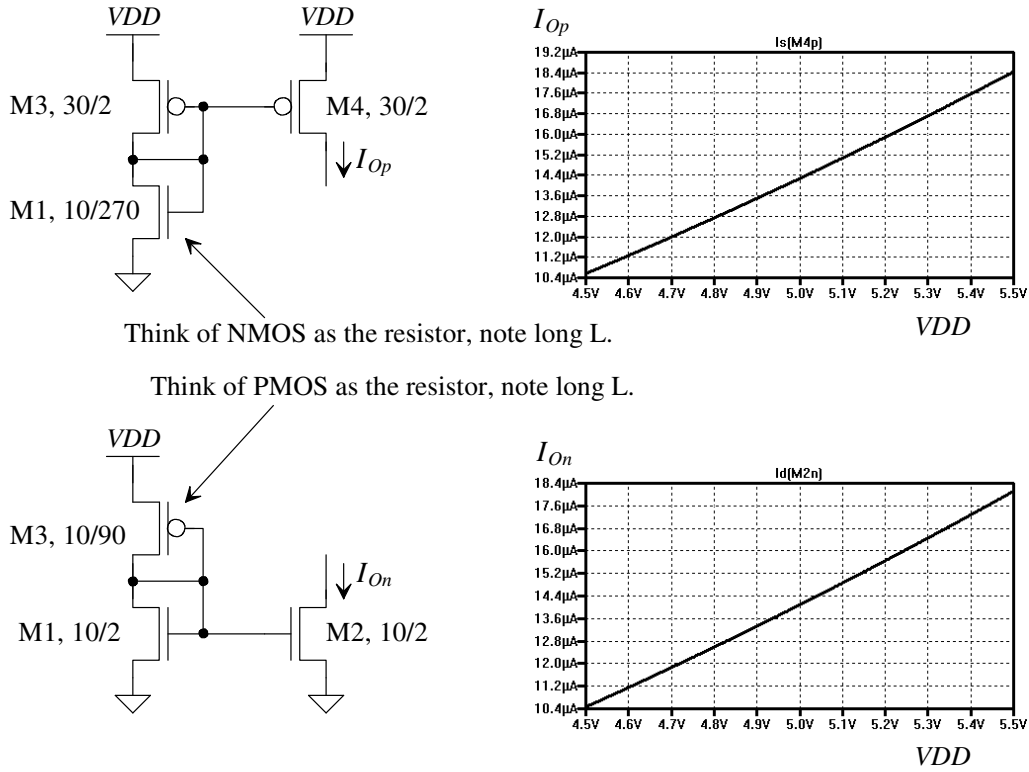 VDD VDD
M3, 30/2 M4, 30/2
I_Op
M1, 10/270
I_Op
Is(M4p)
19.2µA
18.4µA
17.6µA
16.8µA
16.0µA
15.2µA
14.4µA
13.6µA
12.8µA
12.0µA
11.2µA
10.4µA
4.5V 4.6V 4.7V 4.8V 4.9V 5.0V 5.1V 5.2V 5.3V 5.4V 5.5V
VDD
Think of NMOS as the resistor, note long L.
Think of PMOS as the resistor, note long L.
VDD
M3, 10/90
I_On
M1, 10/2 M2, 10/2
I_On
Id(M2n)
18.4µA
17.6µA
16.8µA
16.0µA
15.2µA
14.4µA
13.6µA
12.8µA
12.0µA
11.2µA
10.4µA
4.5V 4.6V 4.7V 4.8V 4.9V 5.0V 5.1V 5.2V 5.3V 5.4V 5.5V
VDD